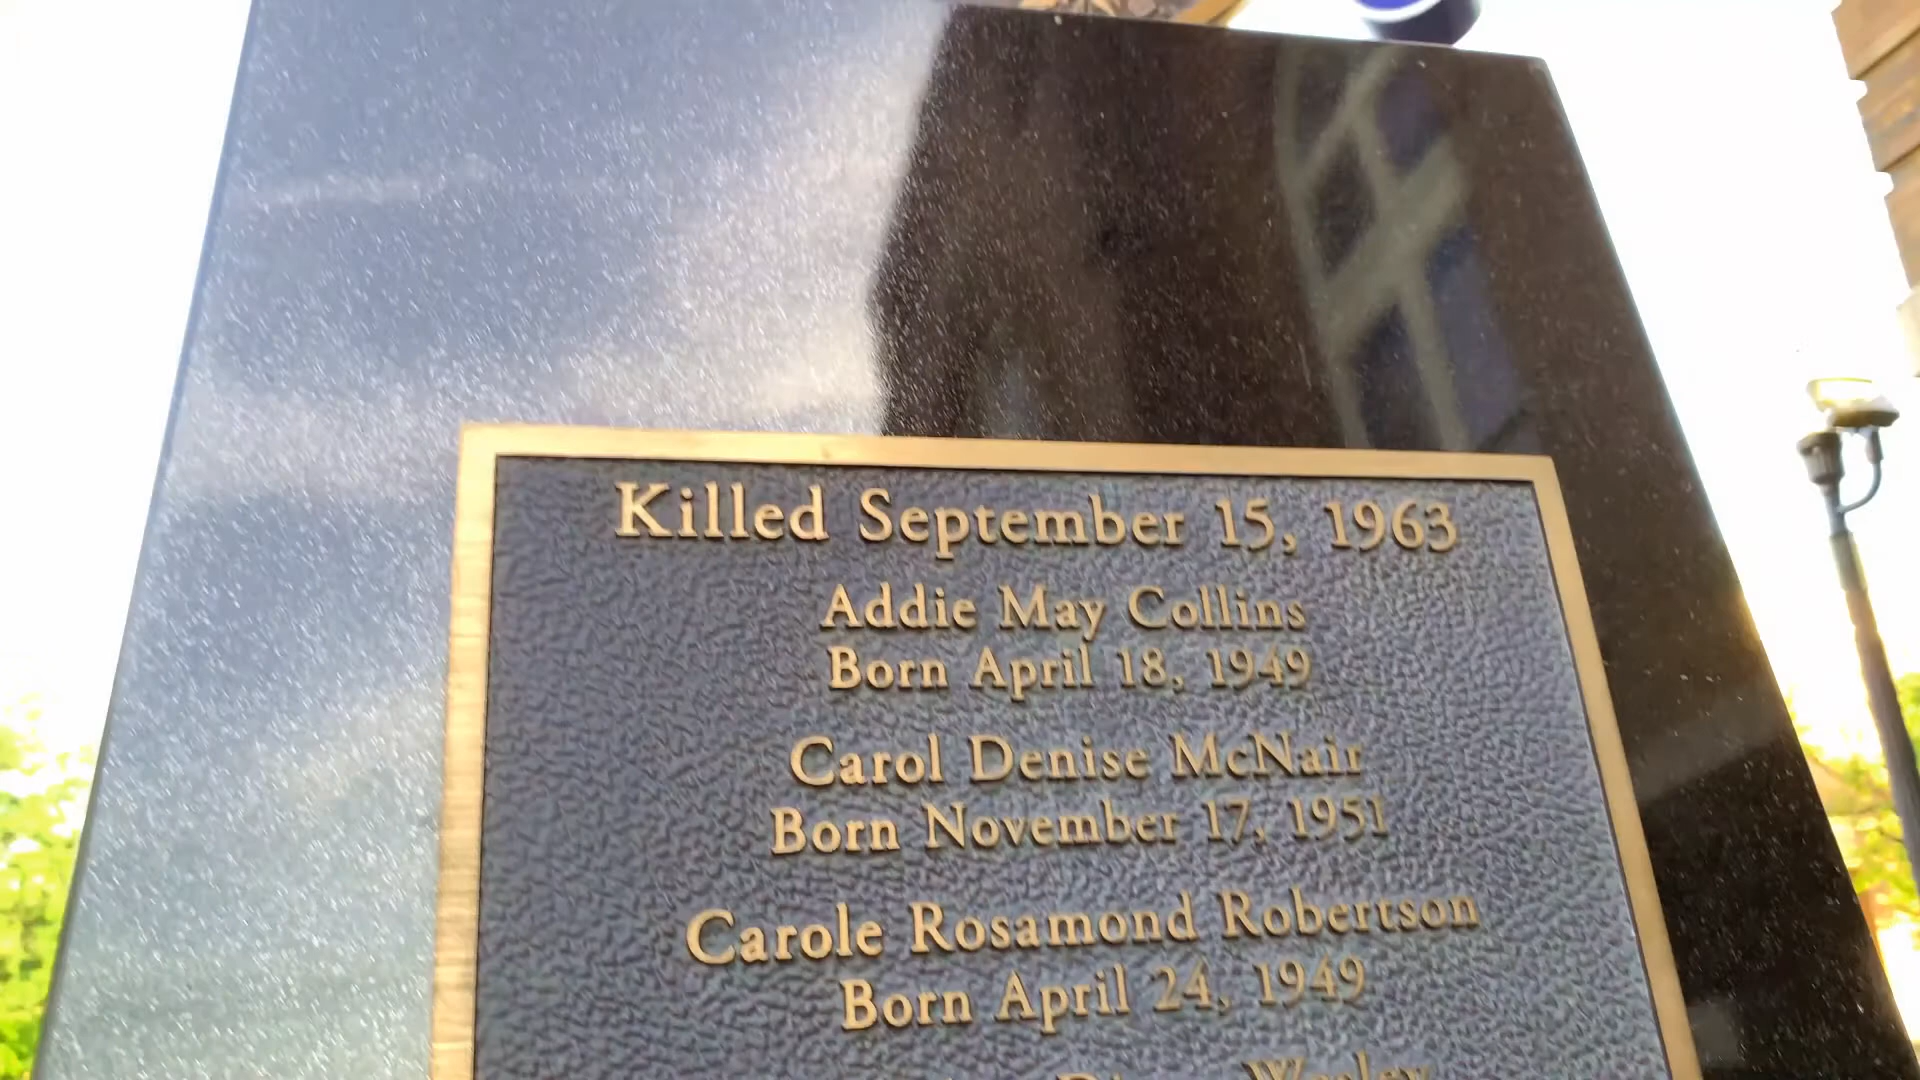 Killed September 15, 1963
Addie May Collins
Born April 18, 1949
Carol Denise McNair
Born November 17, 1951
Carole Rosamond Robertson
Born April 24, 1949
Wesley